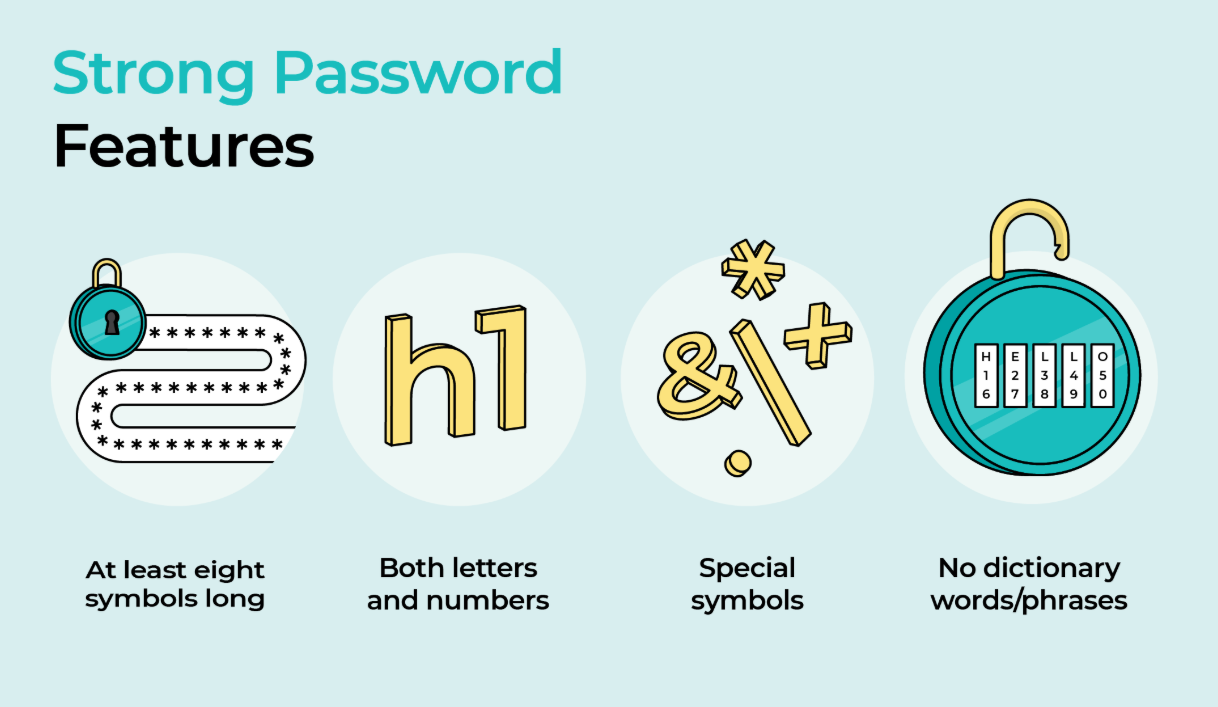 Strong Password
Features
* * * * * * * * * * *
* * * * * * * * * * *
* * * * * * * * * * *
h1
*
& \ +
.
H E L L O
1 2 3 4 5
6 7 8 9 0
At least eight
symbols long
Both letters
and numbers
Special
symbols
No dictionary
words/phrases